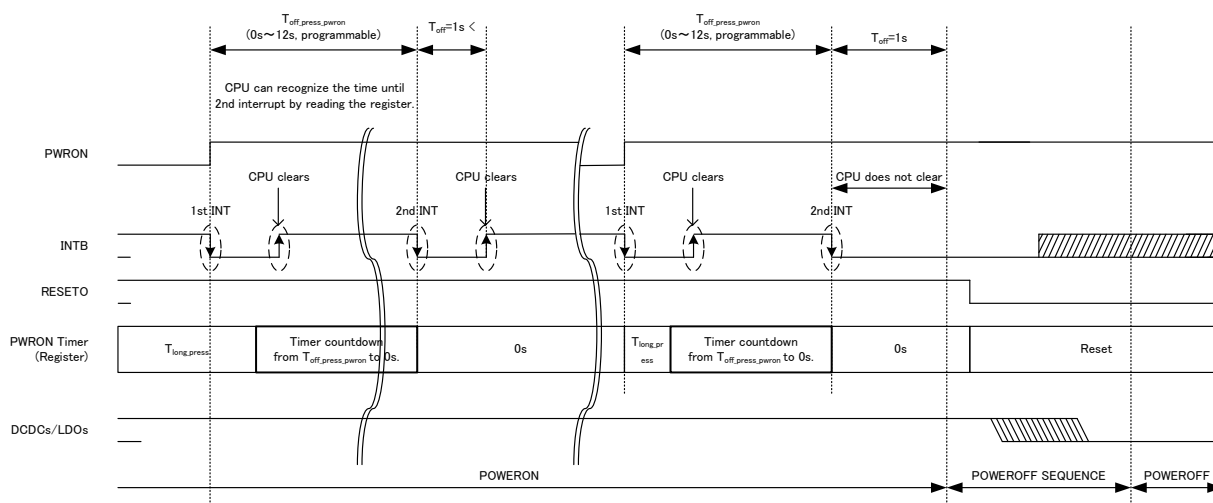 Toff_press_pwron
(0s～12s, programmable)
Toff=1s <
Toff_press_pwron
(0s～12s, programmable)
Toff=1s
CPU can recognize the time until
2nd interrupt by reading the register.
PWRON
CPU clears
CPU clears
CPU clears
CPU does not clear
1st INT
2nd INT
1st INT
2nd INT
INTB
RESETO
PWRON Timer
(Register)
Tlong_press
Timer countdown
from Toff_press_pwron to 0s.
0s
Tlong_pr
ess
Timer countdown
from Toff_press_pwron to 0s.
0s
Reset
DCDCs/LDOs
POWERON
POWEROFF SEQUENCE
POWEROFF